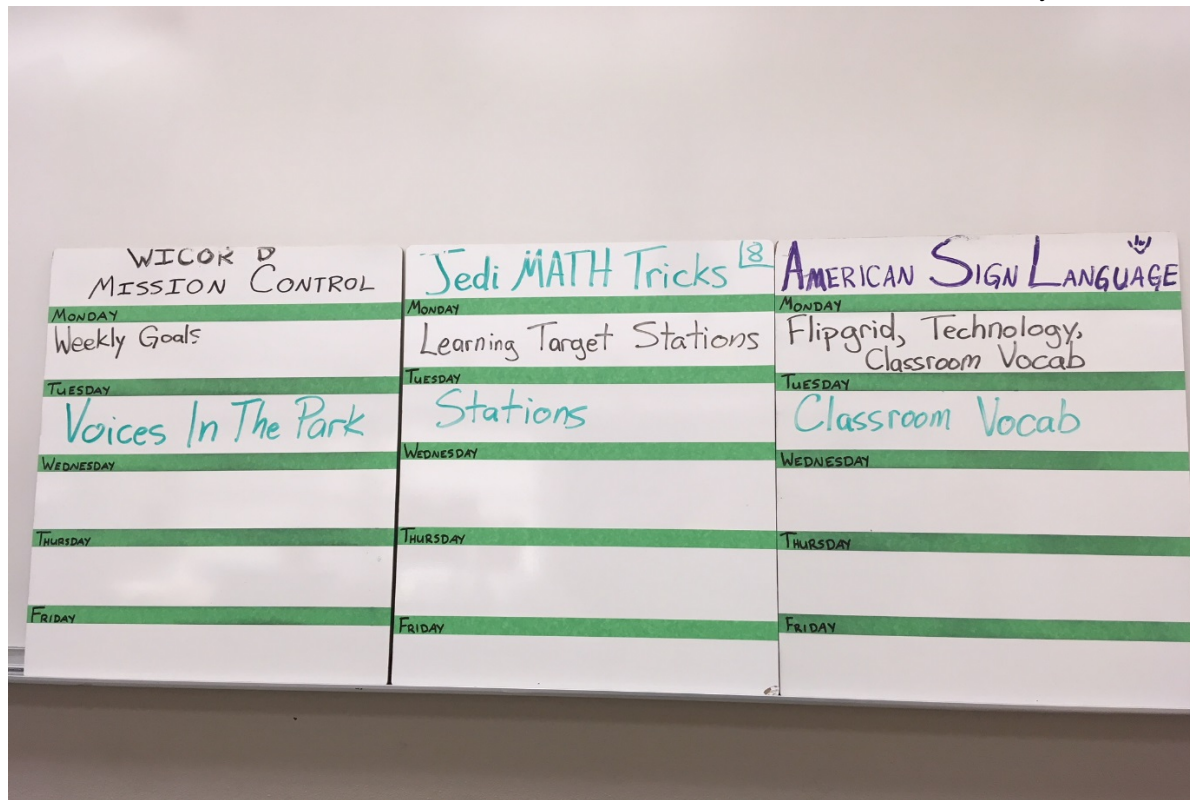 WICOR
MISSION CONTROL
MONDAY
Weekly Goals
TUESDAY
Voices In The Park
WEDNESDAY
THURSDAY
FRIDAY
Jedi MATH Tricks 8
MONDAY
Learning Target Stations
TUESDAY
Stations
WEDNESDAY
THURSDAY
FRIDAY
AMERICAN SIGN LANGUAGE
MONDAY
Flipgrid, Technology,
Classroom Vocab
TUESDAY
Classroom Vocab
WEDNESDAY
THURSDAY
FRIDAY